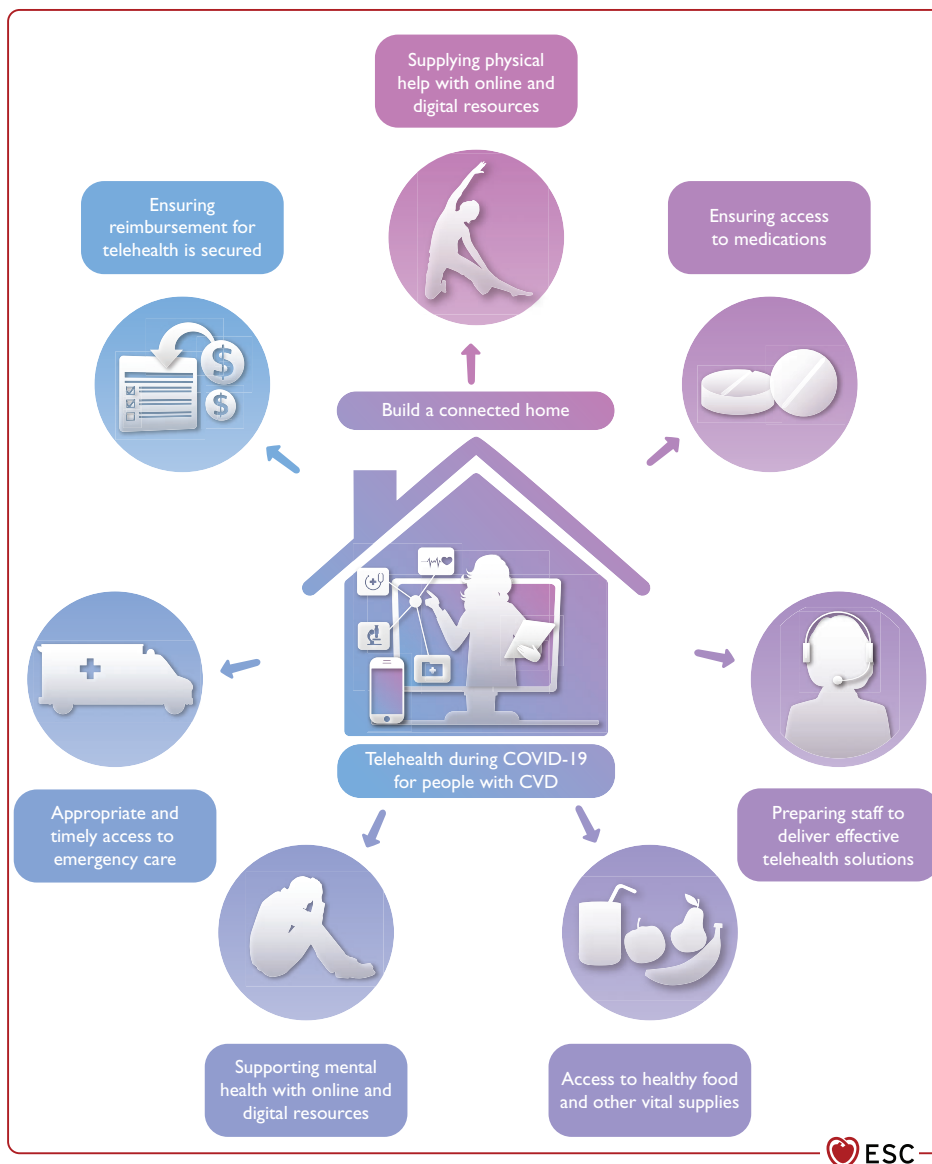 Supplying physical
help with online and
digital resources
Ensuring
reimbursement for
telehealth is secured
Ensuring access
to medications
$
$
Build a connected home
Telehealth during COVID-19
for people with CVD
Appropriate and
timely access to
emergency care
Preparing staff to
deliver effective
telehealth solutions
Supporting mental
health with online and
digital resources
Access to healthy food
and other vital supplies
ESC